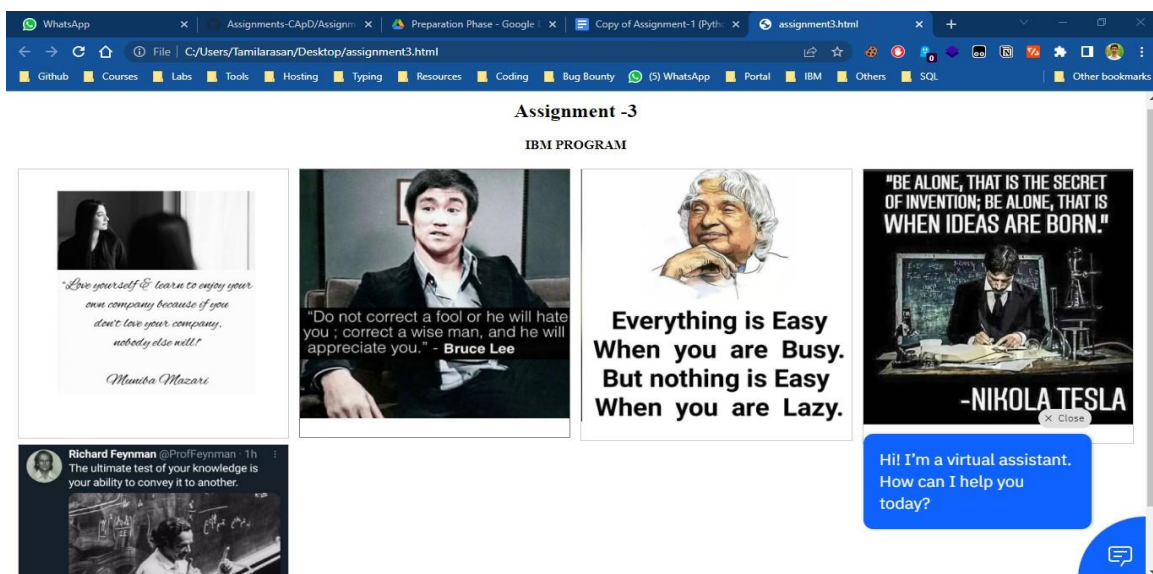 WhatsApp
Assignments-CApD/Assignm
Preparation Phase - Google
Copy of Assignment-1 (Pyth
assignment3.html
File | C:/Users/Tamilarasan/Desktop/assignment3.html
Github Courses Labs Tools Hosting Typing Resources Coding Bug Bounty (5) WhatsApp Portal IBM Others SQL Other bookmarks
Assignment -3
IBM PROGRAM
"Love yourself & learn to enjoy your
own company because if you
don't love your company,
nobody else will!"
Muniba Mazari
"Do not correct a fool or he will hate
you ; correct a wise man, and he will
appreciate you." - Bruce Lee
Everything is Easy
When you are Busy.
But nothing is Easy
When you are Lazy.
"BE ALONE, THAT IS THE SECRET
OF INVENTION; BE ALONE, THAT IS
WHEN IDEAS ARE BORN."
-NIKOLA TESLA
× Close
Richard Feynman @ProfFeynman · 1h
The ultimate test of your knowledge is
your ability to convey it to another.
Hi! I'm a virtual assistant.
How can I help you
today?